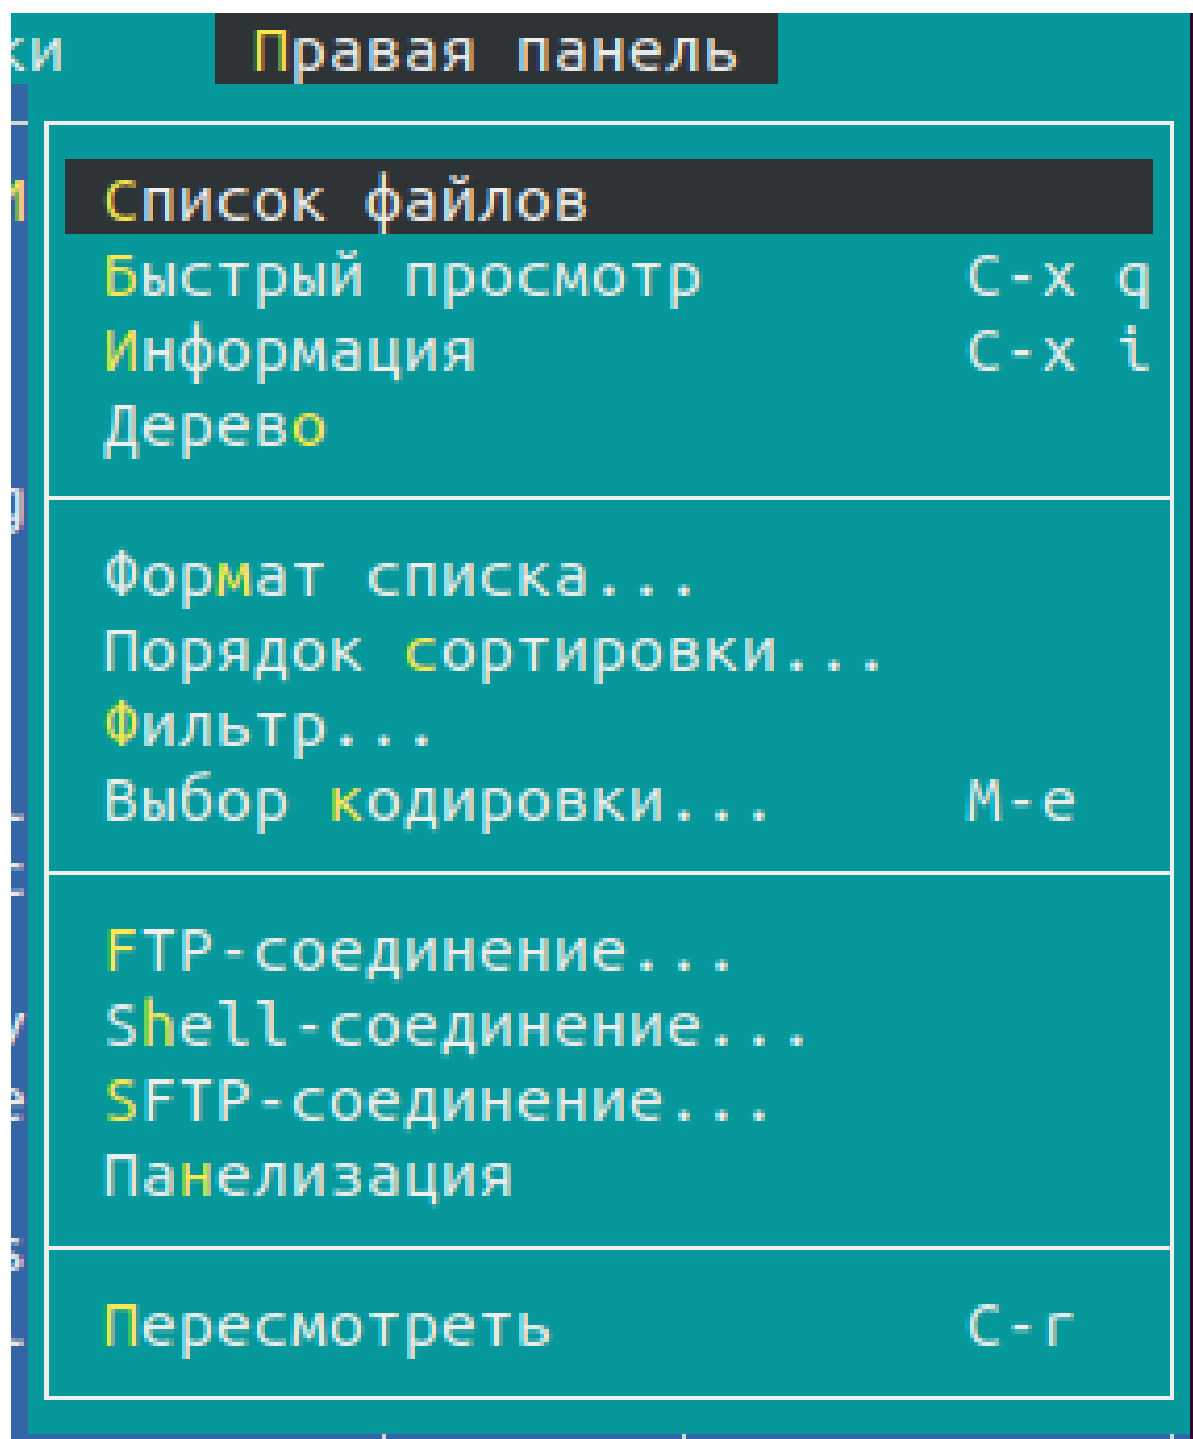 ки Правая панель
Список файлов
Быстрый просмотр C-x q
Информация C-x i
Дерево
Формат списка...
Порядок сортировки...
Фильтр...
Выбор кодировки... M-e
FTP-соединение...
Shell-соединение...
SFTP-соединение...
Панелизация
Пересмотреть C-r